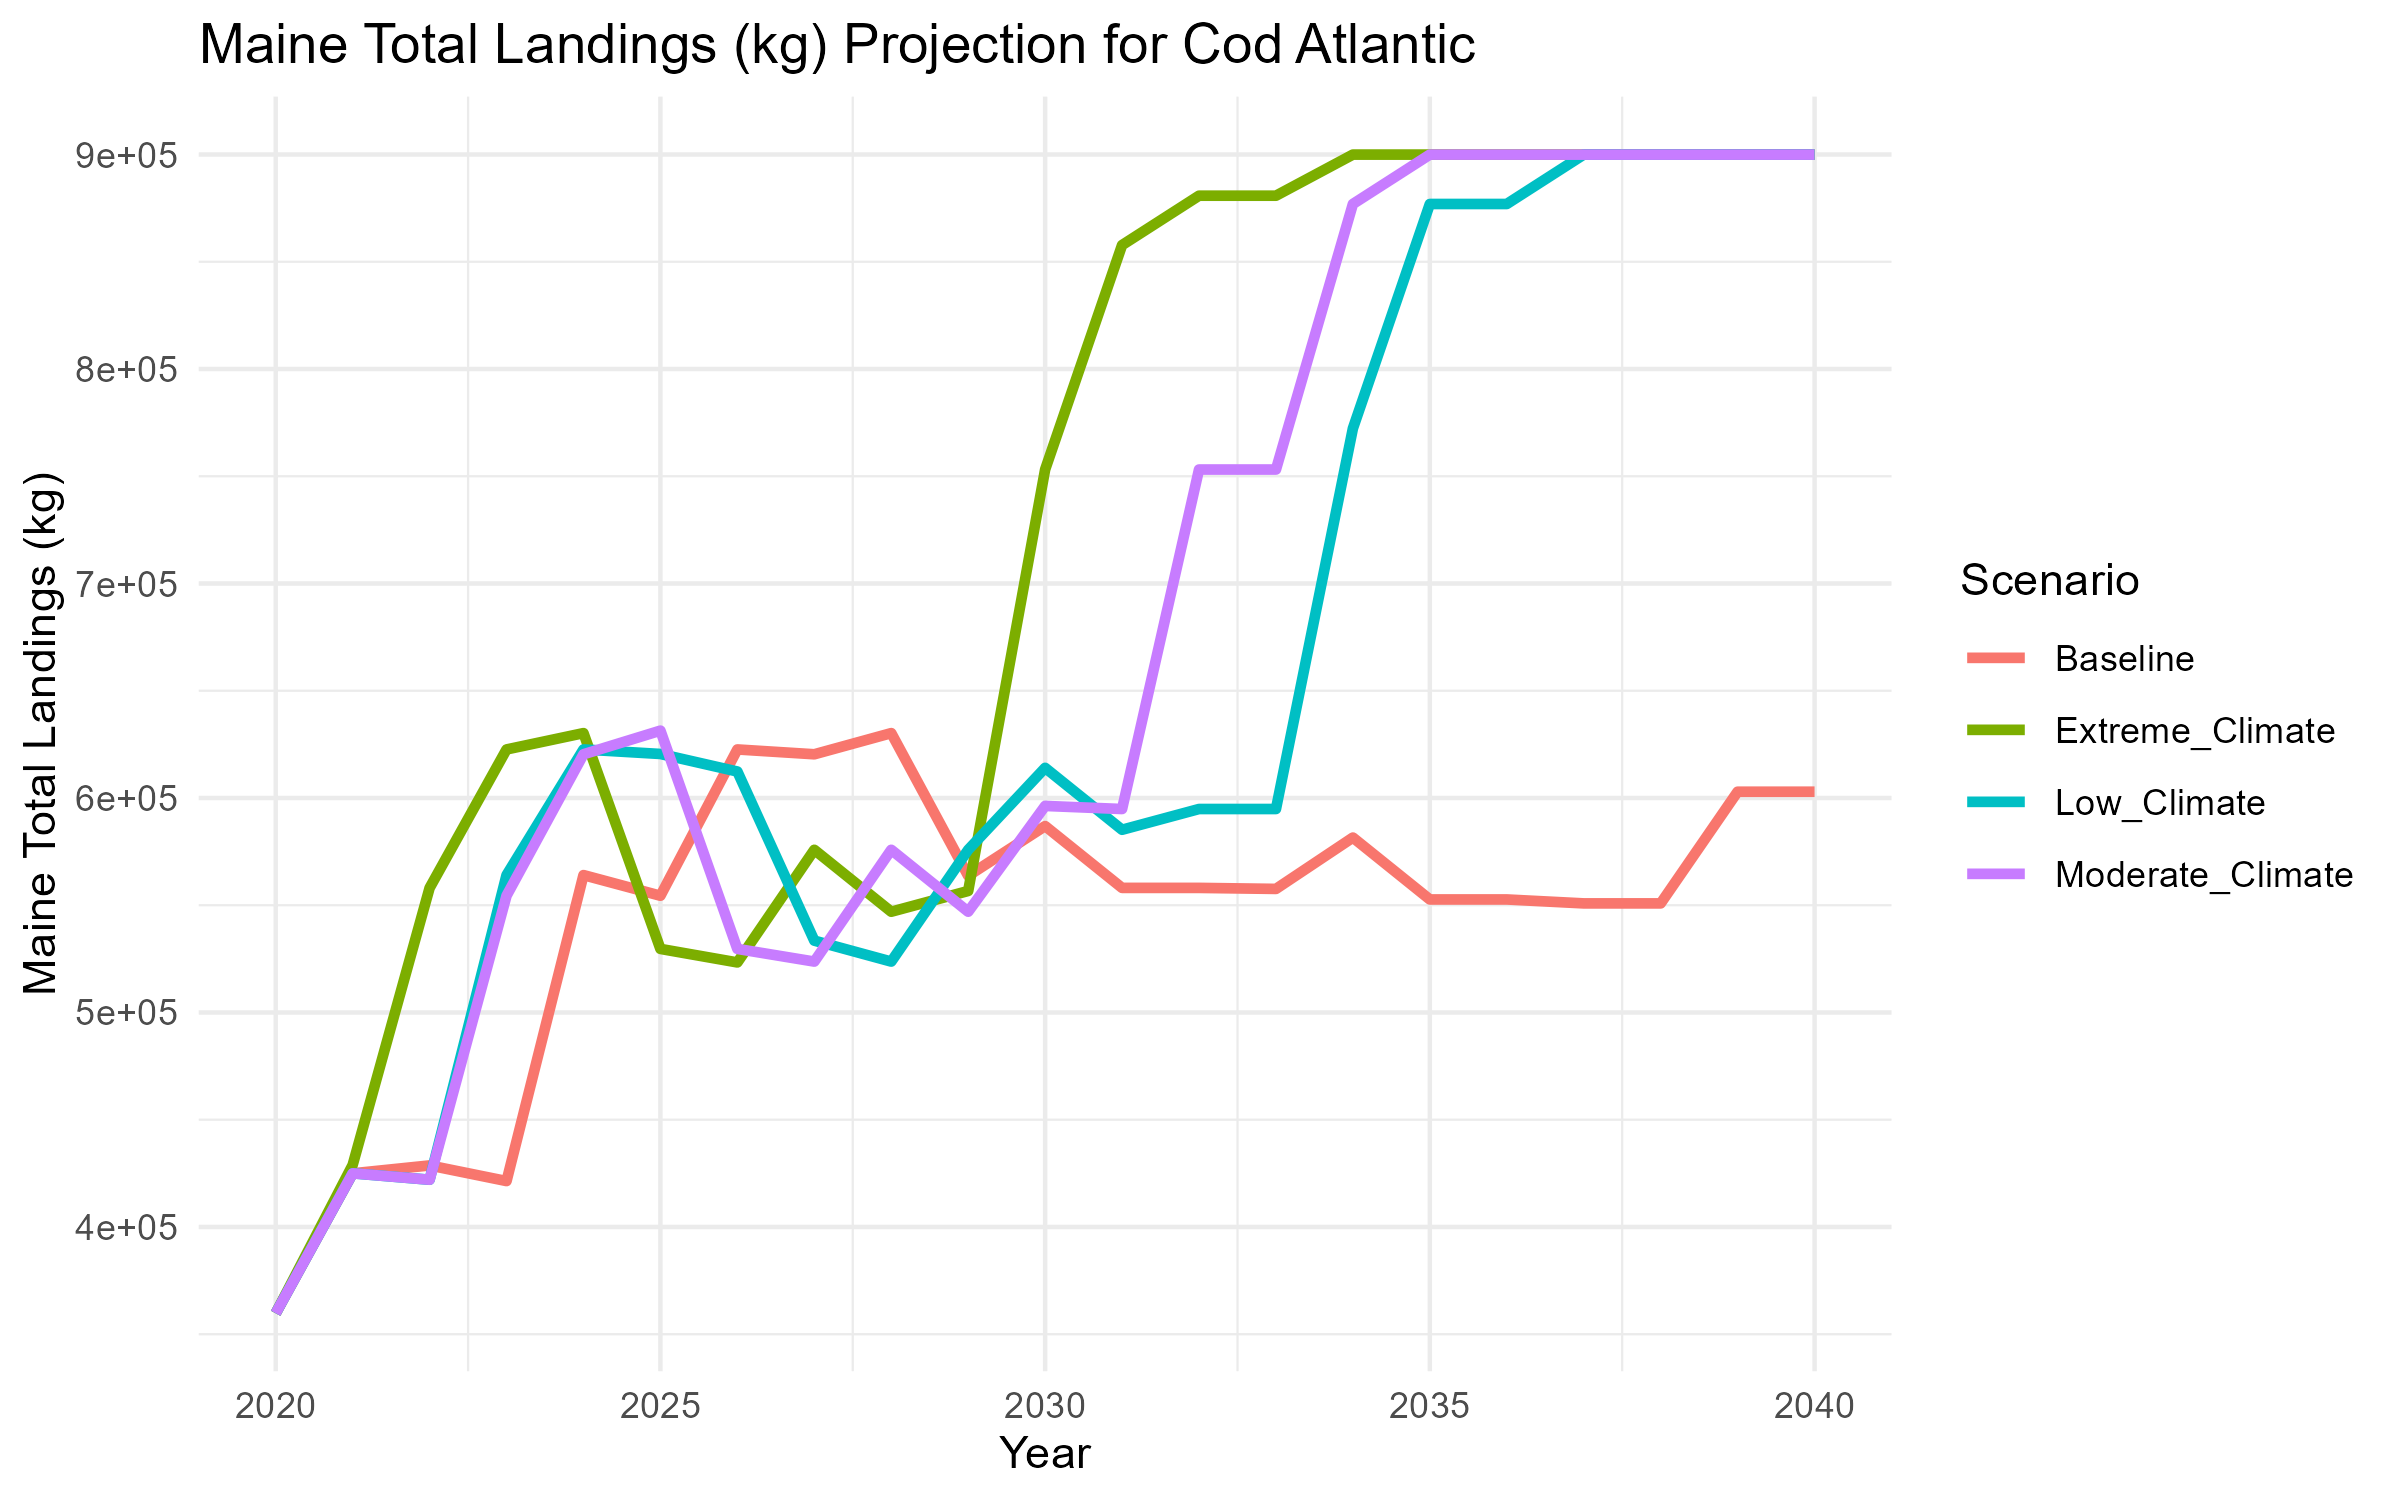 Maine Total Landings (kg) Projection for Cod Atlantic
Maine Total Landings (kg)
9e+05
8e+05
7e+05
6e+05
5e+05
4e+05
2020
2025
2030
2035
2040
Year
Scenario
Baseline
Extreme_Climate
Low_Climate
Moderate_Climate